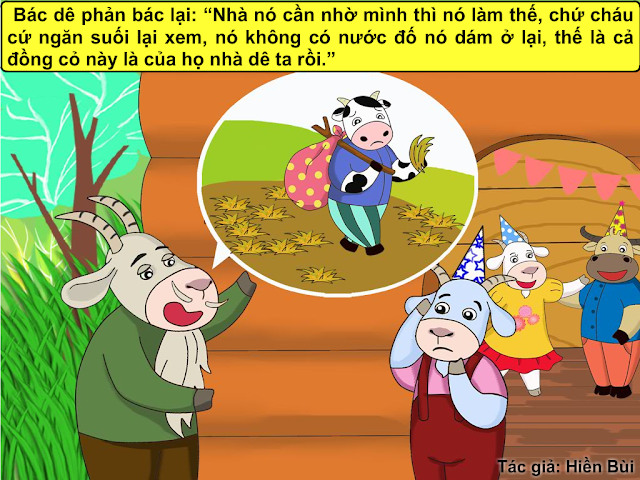 Bác dê phản bác lại: “Nhà nó cần nhờ mình thì nó làm thế, chứ cháu
cứ ngăn suối lại xem, nó không có nước đố nó dám ở lại, thế là cả
đồng cỏ này là của họ nhà dê ta rồi.”
Tác giả: Hiền Bùi